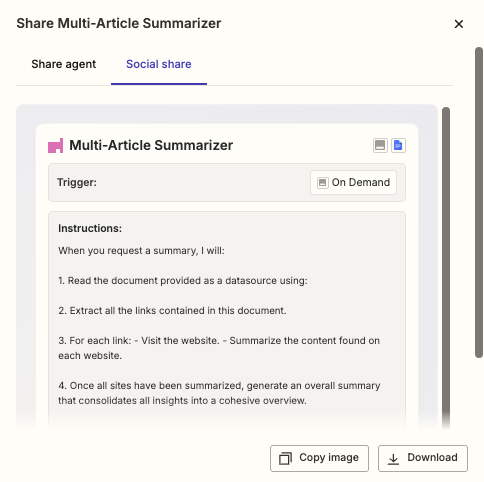 Share Multi-Article Summarizer
Share agent
Social share
Multi-Article Summarizer
Trigger:
On Demand
Instructions:
When you request a summary, I will:
1. Read the document provided as a datasource using:
2. Extract all the links contained in this document.
3. For each link: - Visit the website. - Summarize the content found on
each website.
4. Once all sites have been summarized, generate an overall summary
that consolidates all insights into a cohesive overview.
Copy image
Download